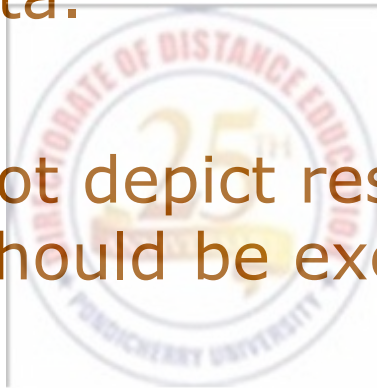 ta.
DIRECTORATE OF DISTANCE EDUCATION
25TH
ot depict res
hould be exc
PONDICHERRY UNIVERSITY